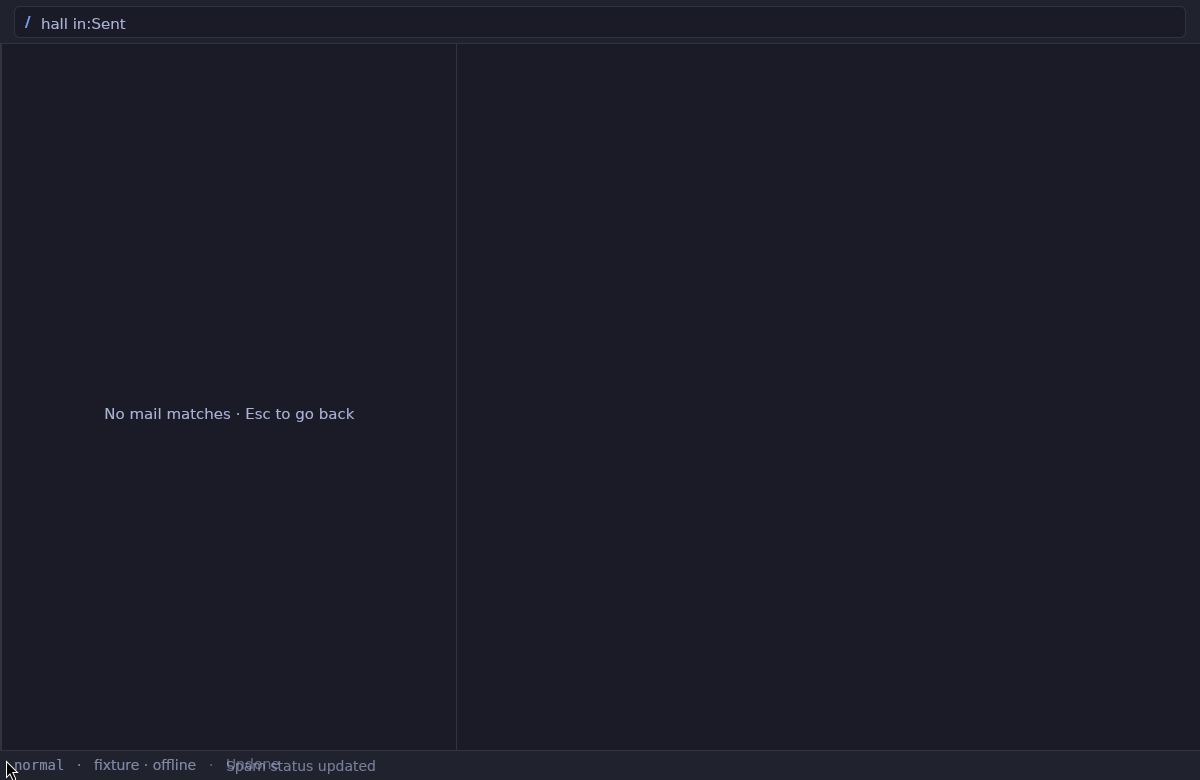 / hall in:Sent
No mail matches · Esc to go back
normal · fixture · offline · Spam status updated